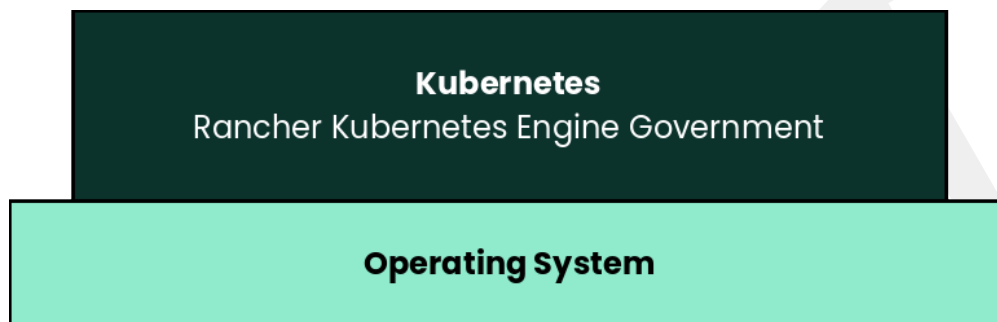 Kubernetes
Rancher Kubernetes Engine Government
Operating System